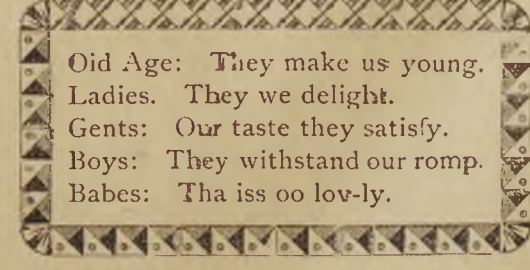 Oid Age: They make us young.
Ladies. They we delight.
Gents: Our taste they satisfy.
Boys: They withstand our romp.
Babes: Tha iss oo lov-ly.